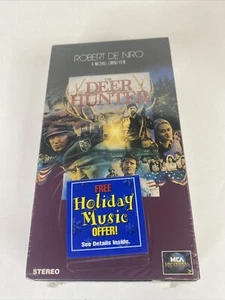 ROBERT DE NIRO
A MICHAEL CIMINO FILM
THE
DEER
HUNTER
FREE
Holiday
Music
OFFER!
See Details Inside.
STEREO
MCA